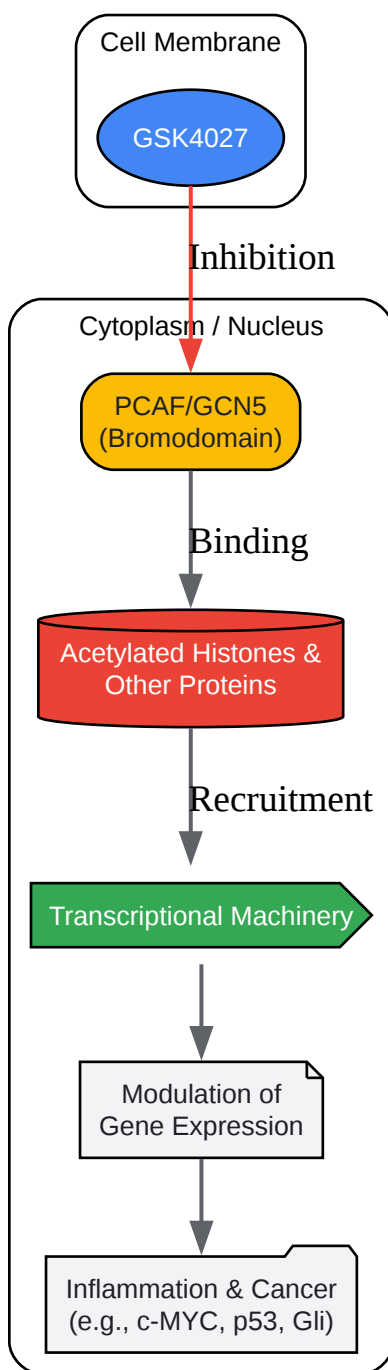 Cell Membrane
GSK4027
Inhibition
Cytoplasm / Nucleus
PCAF/GCN5
(Bromodomain)
Binding
Acetylated Histones &
Other Proteins
Recruitment
Transcriptional Machinery
Modulation of
Gene Expression
Inflammation & Cancer
(e.g., c-MYC, p53, Gli)